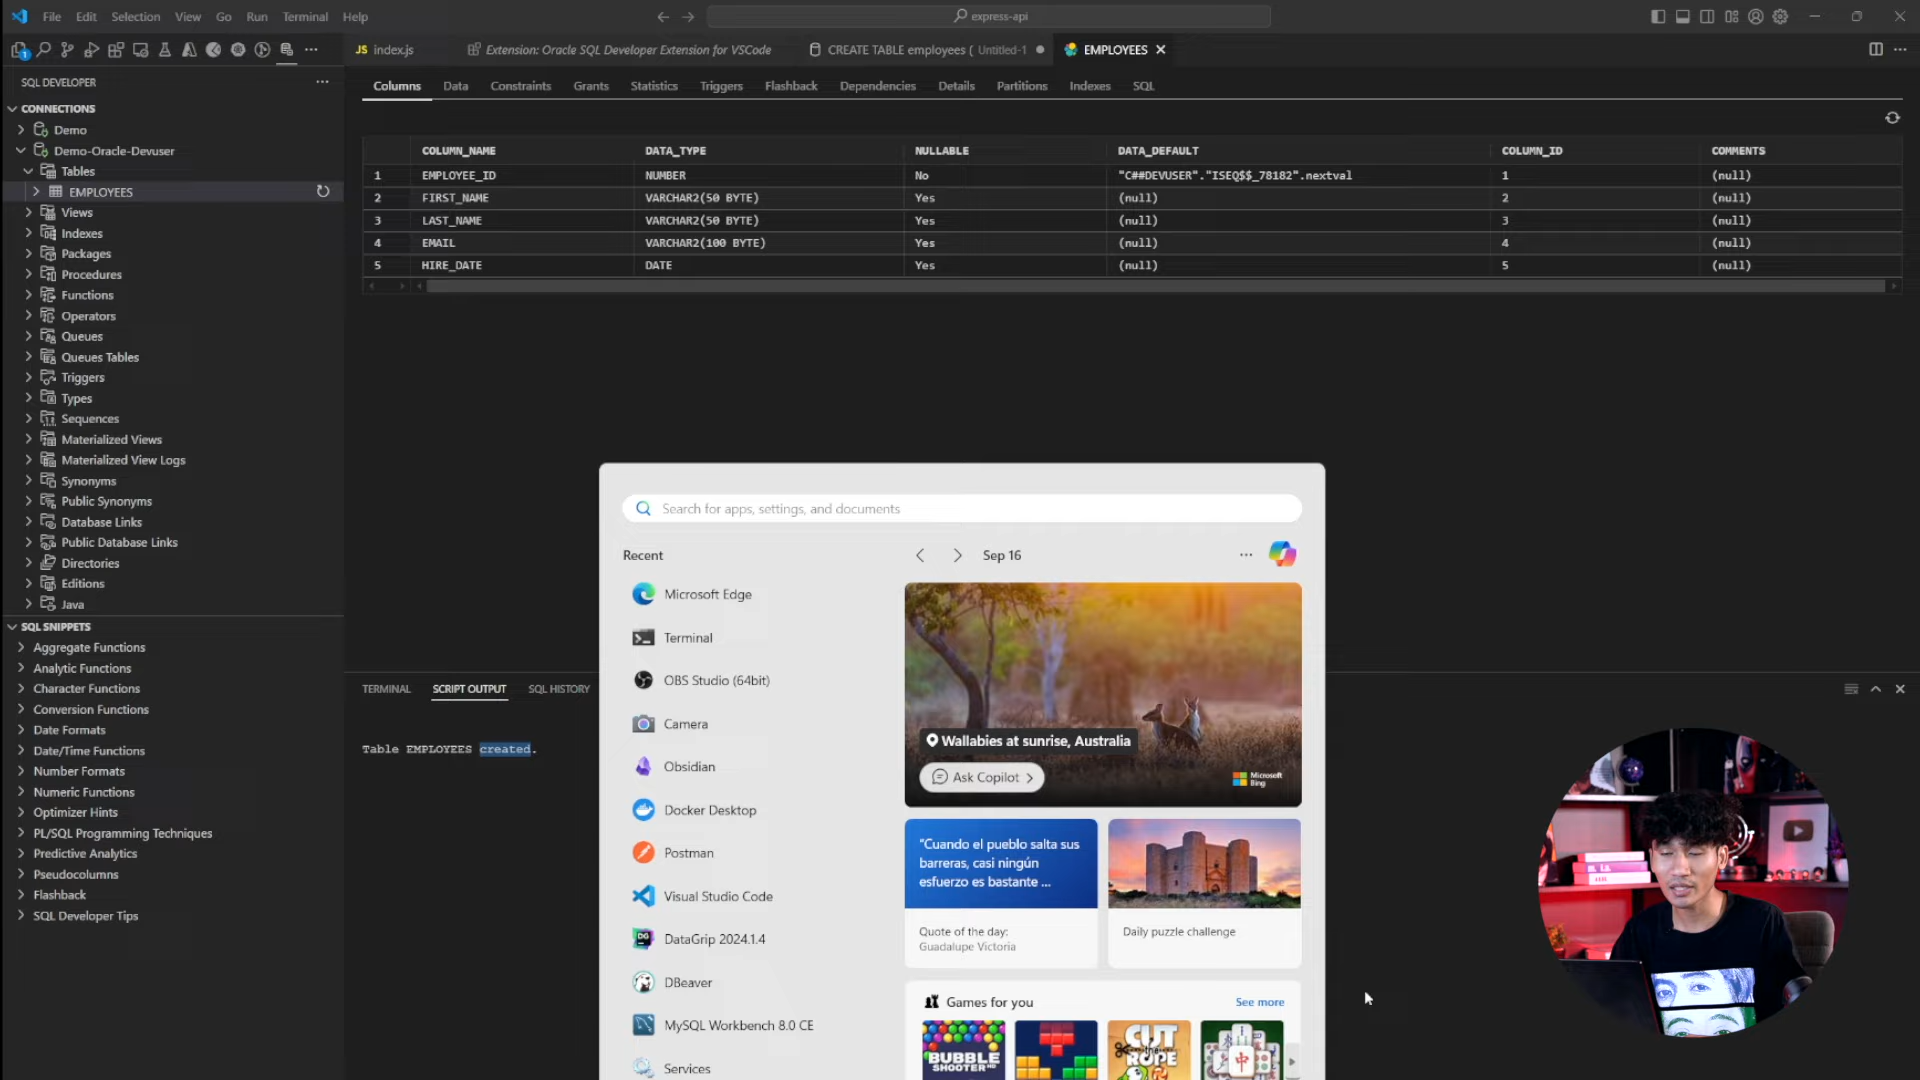 File Edit Selection View Go Run Terminal Help
express-api
1
JS index.js
Extension: Oracle SQL Developer Extension for VSCode
CREATE TABLE employees ( Untitled-1
EMPLOYEES
SQL DEVELOPER
CONNECTIONS
Demo
Demo-Oracle-Devuser
Tables
EMPLOYEES
Views
Indexes
Packages
Procedures
Functions
Operators
Queues
Queues Tables
Triggers
Types
Sequences
Materialized Views
Materialized View Logs
Synonyms
Public Synonyms
Database Links
Public Database Links
Directories
Editions
Java
SQL SNIPPETS
Aggregate Functions
Analytic Functions
Character Functions
Conversion Functions
Date Formats
Date/Time Functions
Number Formats
Numeric Functions
Optimizer Hints
PL/SQL Programming Techniques
Predictive Analytics
Pseudocolumns
Flashback
SQL Developer Tips
Columns Data Constraints Grants Statistics Triggers Flashback Dependencies Details Partitions Indexes SQL
COLUMN_NAME DATA_TYPE NULLABLE DATA_DEFAULT COLUMN_ID COMMENTS
1 EMPLOYEE_ID NUMBER No "C##DEVUSER"."ISEQ$$_78182".nextval 1 (null)
2 FIRST_NAME VARCHAR2(50 BYTE) Yes (null) 2 (null)
3 LAST_NAME VARCHAR2(50 BYTE) Yes (null) 3 (null)
4 EMAIL VARCHAR2(100 BYTE) Yes (null) 4 (null)
5 HIRE_DATE DATE Yes (null) 5 (null)
TERMINAL SCRIPT OUTPUT SQL HISTORY
Table EMPLOYEES created.
Search for apps, settings, and documents
Recent
Microsoft Edge
Terminal
OBS Studio (64bit)
Camera
Obsidian
Docker Desktop
Postman
Visual Studio Code
DG DataGrip 2024.1.4
DBeaver
MySQL Workbench 8.0 CE
Services
Sep 16
Wallabies at sunrise, Australia
Ask Copilot
Microsoft
Bing
"Cuando el pueblo salta sus
barreras, casi ningún
esfuerzo es bastante ...
Quote of the day:
Guadalupe Victoria
Daily puzzle challenge
Games for you
See more
BUBBLE
SHOOTER
CUT
the
ROPE
中